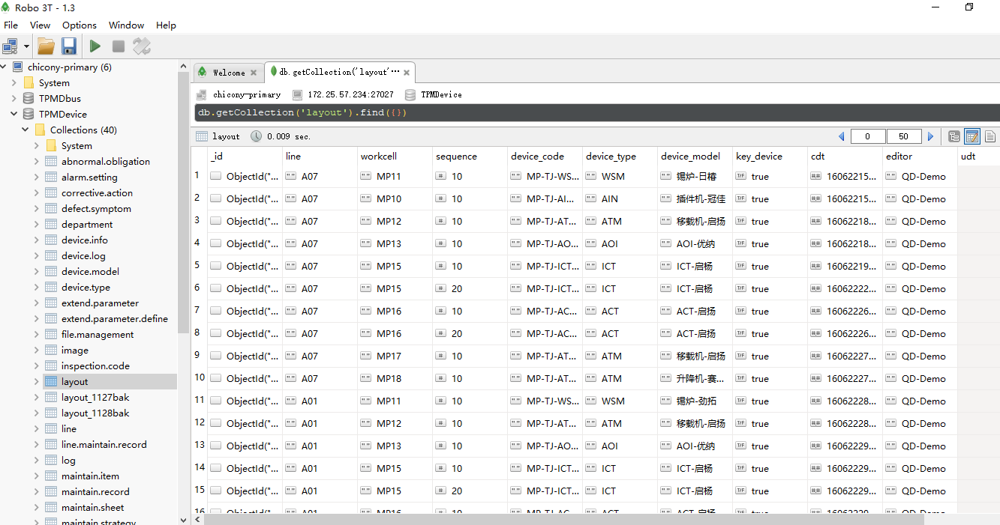 Robo 3T - 1.3
File View Options Window Help
chicony-primary (6)
System
TPMDbus
TPMDevice
Collections (40)
System
abnormal.obligation
alarm.setting
corrective.action
defect.symptom
department
device.info
device.log
device.model
device.type
extend.parameter
extend.parameter.define
file.management
image
inspection.code
layout
layout_1127bak
layout_1128bak
line
line.maintain.record
log
maintain.item
maintain.record
maintain.sheet
maintain.strategy
Welcome db.getCollection('layout'···
chicony-primary 172.25.57.234:27027 TPMDevice
db.getCollection('layout').find({})
layout 0.009 sec. 0 50
_id line workcell sequence device_code device_type device_model key_device cdt editor udt
1 ObjectId("... A07 MP11 10 MP-TJ-WS... WSM 锡炉-日椿 true 16062215... QD-Demo
2 ObjectId("... A07 MP10 10 MP-TJ-AI... AIN 插件机-冠佳 true 16062215... QD-Demo
3 ObjectId("... A07 MP12 10 MP-TJ-AT... ATM 移载机-启扬 true 16062218... QD-Demo
4 ObjectId("... A07 MP13 10 MP-TJ-AO... AOI AOI-优纳 true 16062218... QD-Demo
5 ObjectId("... A07 MP15 10 MP-TJ-ICT... ICT ICT-启杨 true 16062219... QD-Demo
6 ObjectId("... A07 MP15 20 MP-TJ-ICT... ICT ICT-启杨 true 16062222... QD-Demo
7 ObjectId("... A07 MP16 10 MP-TJ-AC... ACT ACT-启扬 true 16062226... QD-Demo
8 ObjectId("... A07 MP16 20 MP-TJ-AC... ACT ACT-启扬 true 16062226... QD-Demo
9 ObjectId("... A07 MP17 10 MP-TJ-AT... ATM 移载机-启扬 true 16062227... QD-Demo
10 ObjectId("... A07 MP18 10 MP-TJ-AT... ATM 升降机-赛... true 16062227... QD-Demo
11 ObjectId("... A01 MP11 10 MP-TJ-WS... WSM 锡炉-劲拓 true 16062228... QD-Demo
12 ObjectId("... A01 MP12 10 MP-TJ-AT... ATM 移载机-启扬 true 16062228... QD-Demo
13 ObjectId("... A01 MP13 10 MP-TJ-AO... AOI AOI-优纳 true 16062229... QD-Demo
14 ObjectId("... A01 MP15 10 MP-TJ-ICT... ICT ICT-启杨 true 16062229... QD-Demo
15 ObjectId("... A01 MP15 20 MP-TJ-ICT... ICT ICT-启杨 true 16062229... QD-Demo
16 ObjectId("... A01 MP16 10 MP-TJ-AC... ACT ACT-启扬 true 16062229... QD-Demo